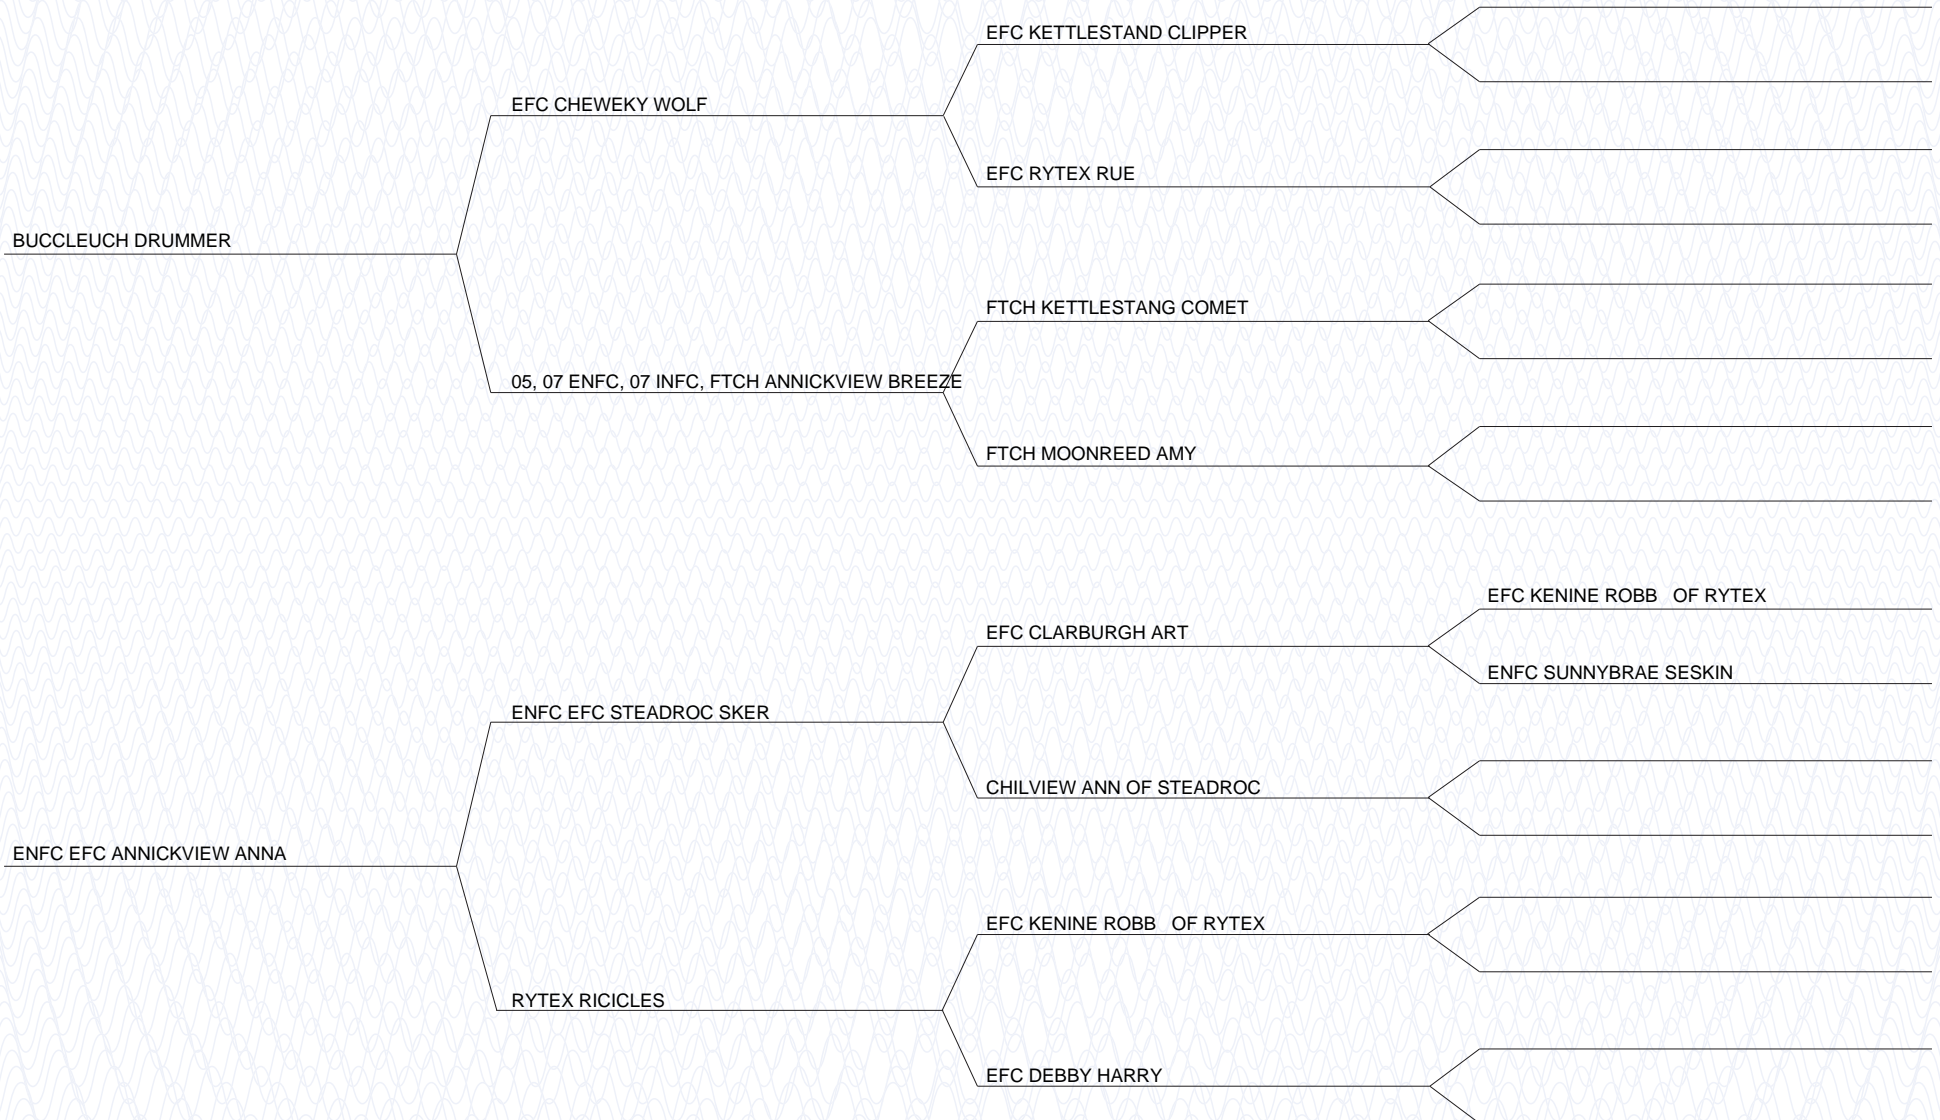 EFC KETTLESTAND CLIPPER
EFC CHEWEKY WOLF
EFC RYTEX RUE
BUCCLEUCH DRUMMER
FTCH KETTLESTANG COMET
05, 07 ENFC, 07 INFC, FTCH ANNICKVIEW BREEZE
FTCH MOONREED AMY
EFC KENINE ROBB   OF RYTEX
EFC CLARBURGH ART
ENFC SUNNYBRAE SESKIN
ENFC EFC STEADROC SKER
CHILVIEW ANN OF STEADROC
ENFC EFC ANNICKVIEW ANNA
EFC KENINE ROBB   OF RYTEX
RYTEX RICICLES
EFC DEBBY HARRY